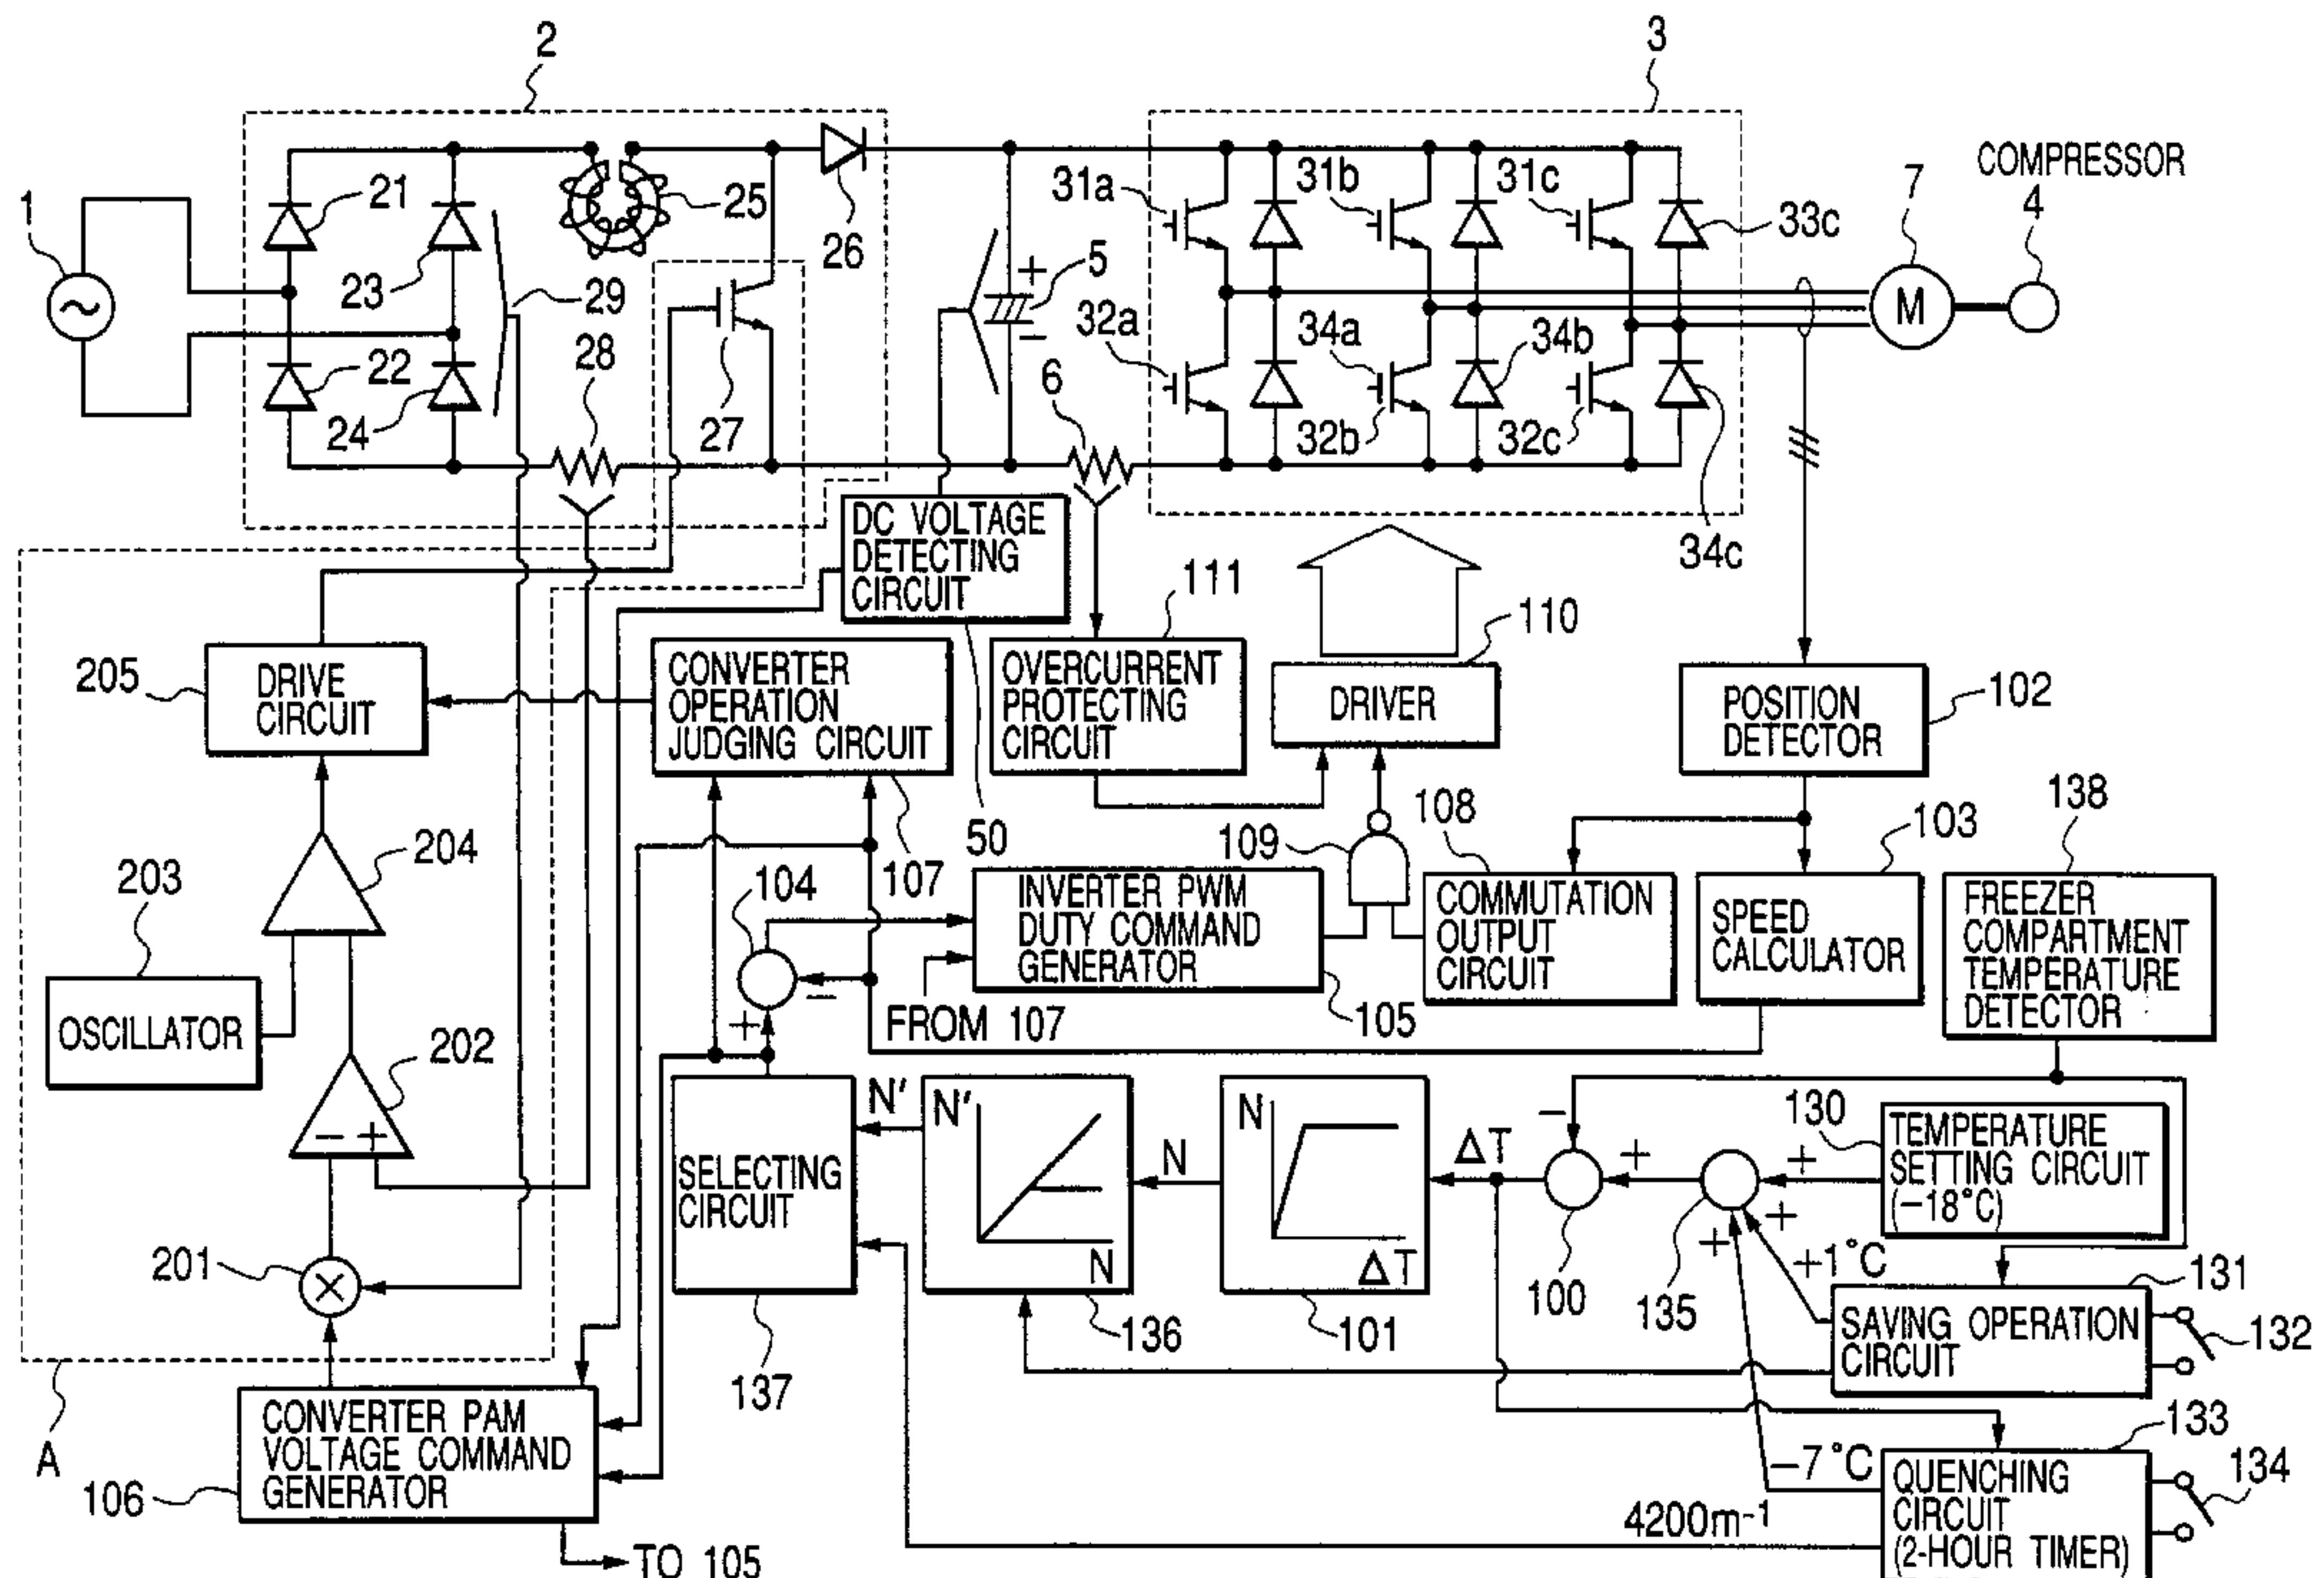 2
3
COMPRESSOR
1
21
25
26
31a
31b
31c
33c
7
4
23
29
+
5
−
M
32a
34a
34b
22
28
6
24
27
32b
32c
DC VOLTAGE
DETECTING
CIRCUIT
34c
111
110
205
DRIVE
CIRCUIT
CONVERTER
OPERATION
JUDGING CIRCUIT
OVERCURRENT
PROTECTING
CIRCUIT
DRIVER
POSITION
DETECTOR
102
204
50
109
108
103
138
203
107
104
INVERTER PWM
DUTY COMMAND
GENERATOR
COMMUTATION
OUTPUT
CIRCUIT
SPEED
CALCULATOR
FREEZER
COMPARTMENT
TEMPERATURE
DETECTOR
OSCILLATOR
−
+
FROM 107
105
202
− +
N'
N'
N
SELECTING
CIRCUIT
N
N
ΔT
ΔT
−
+
+
+
+
130
TEMPERATURE
SETTING CIRCUIT
(−18°C)
201
+1°C
100
135
131
136
101
SAVING OPERATION
CIRCUIT
132
137
133
A
CONVERTER PAM
VOLTAGE COMMAND
GENERATOR
106
−7°C
QUENCHING
CIRCUIT
(2-HOUR TIMER)
134
4200m-1
TO 105